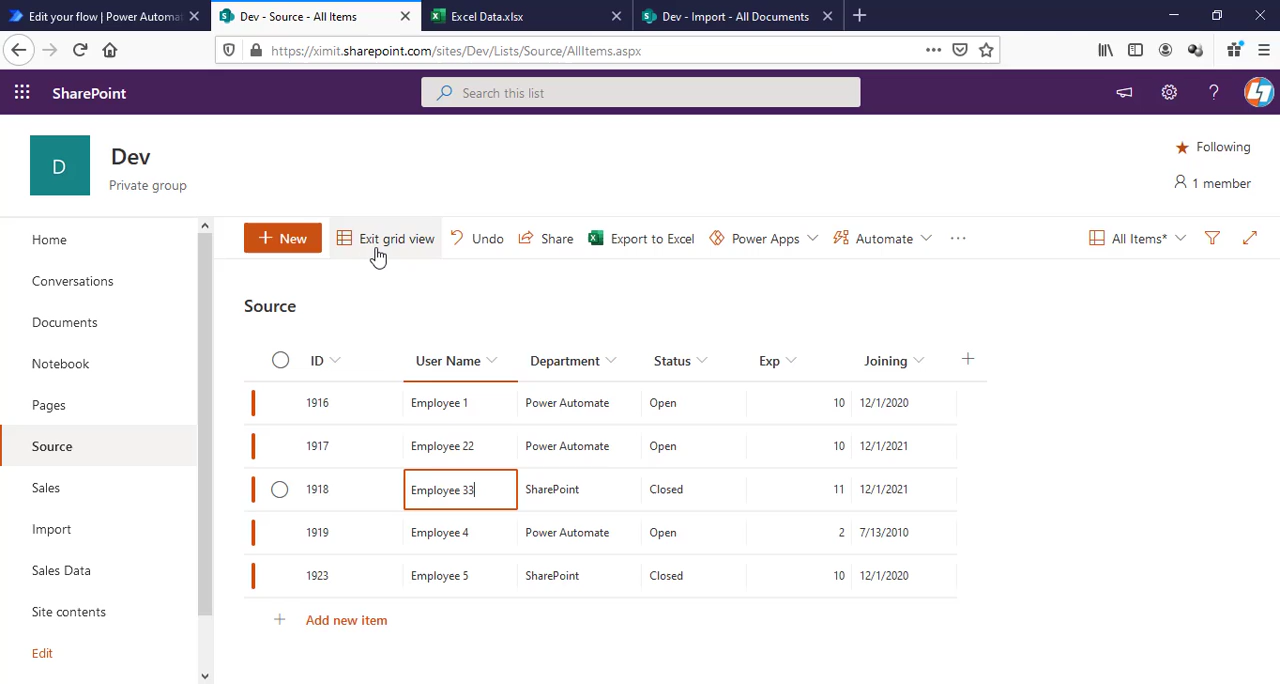 Edit your flow | Power Automa
Dev - Source - All Items
Excel Data.xlsx
Dev - Import - All Documents
https://ximit.sharepoint.com/sites/Dev/Lists/Source/AllItems.aspx
SharePoint
Search this list
D
Dev
Private group
Following
1 member
Home
Conversations
Documents
Notebook
Pages
Source
Sales
Import
Sales Data
Site contents
Edit
New
Exit grid view
Undo
Share
Export to Excel
Power Apps
Automate
All Items*
Source
ID User Name Department Status Exp Joining
1916 Employee 1 Power Automate Open 10 12/1/2020
1917 Employee 22 Power Automate Open 10 12/1/2021
1918 Employee 33 SharePoint Closed 11 12/1/2021
1919 Employee 4 Power Automate Open 2 7/13/2010
1923 Employee 5 SharePoint Closed 10 12/1/2020
Add new item